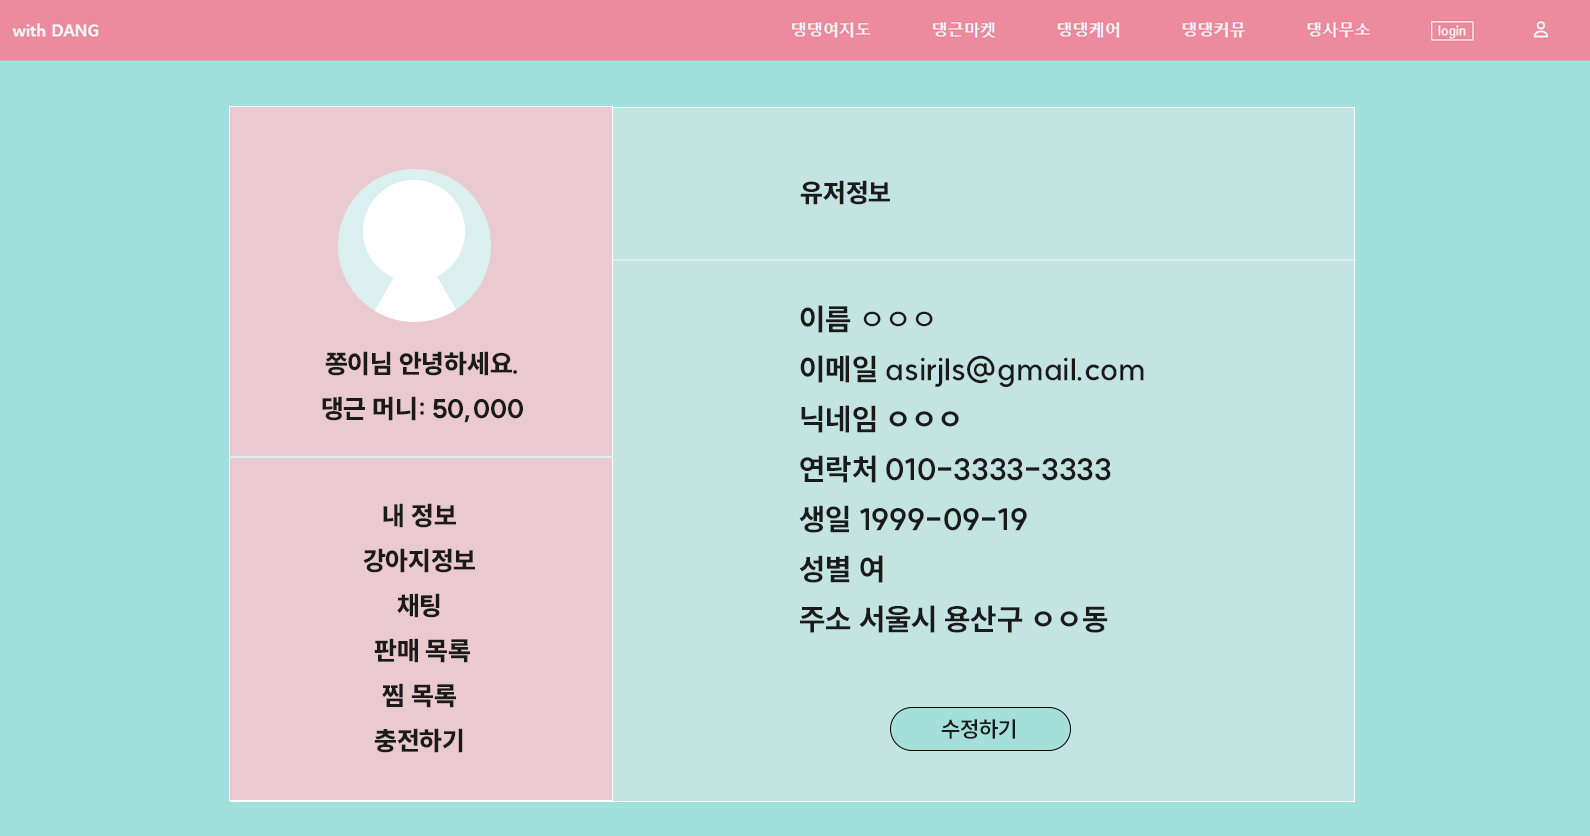 with DANG
댕댕여지도
댕근마켓
댕댕케어
댕댕커뮤
댕사무소
login
쫑이님 안녕하세요.
댕근 머니: 50,000
내 정보
강아지정보
채팅
판매 목록
찜 목록
충전하기
유저정보
이름 ㅇㅇㅇ
이메일 asirjls@gmail.com
닉네임 ㅇㅇㅇ
연락처 010-3333-3333
생일 1999-09-19
성별 여
주소 서울시 용산구 ㅇㅇ동
수정하기